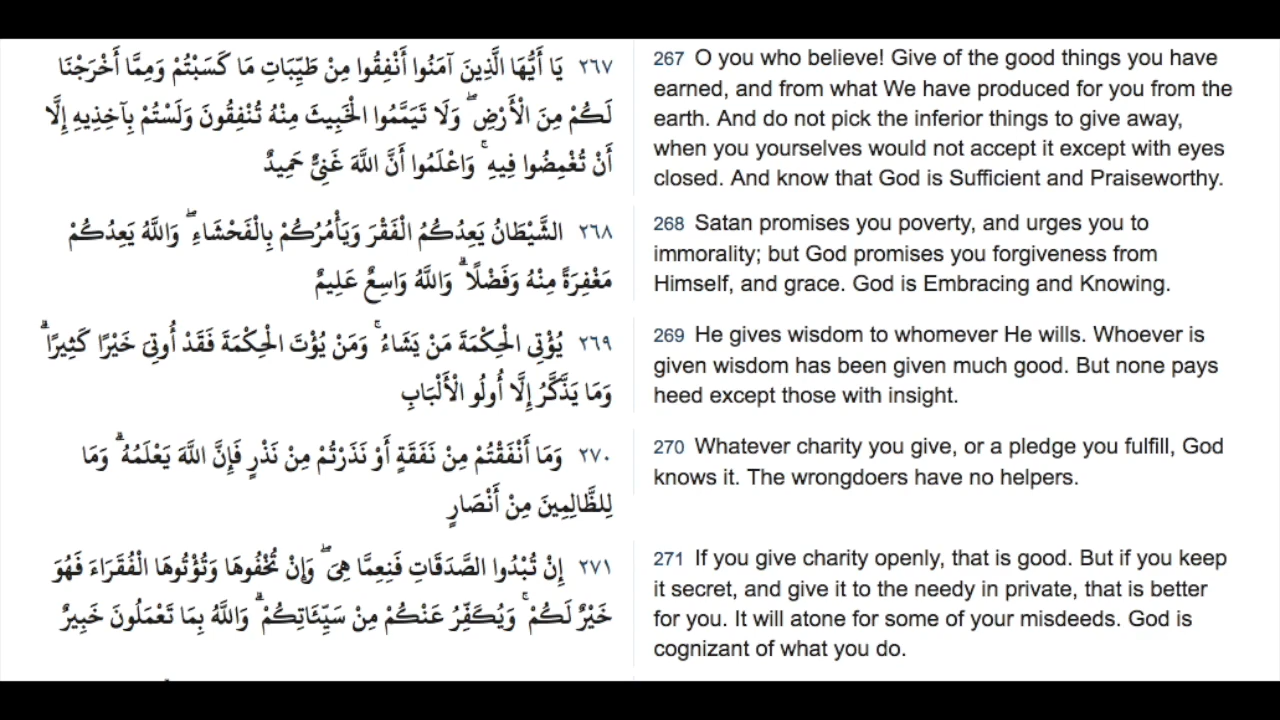 ٢٦٧ يَا أَيُّهَا الَّذِينَ آمَنُوا أَنْفِقُوا مِنْ طَيِّبَاتِ مَا كَسَبْتُمْ وَمِمَّا أَخْرَجْنَا
لَكُمْ مِنَ الْأَرْضِ ۖ وَلَا تَيَمَّمُوا الْخَبِيثَ مِنْهُ تُنْفِقُونَ وَلَسْتُمْ بِآخِذِيهِ إِلَّا
أَنْ تُغْمِضُوا فِيهِ ۚ وَاعْلَمُوا أَنَّ اللَّهَ غَنِيٌّ حَمِيدٌ
267 O you who believe! Give of the good things you have
earned, and from what We have produced for you from the
earth. And do not pick the inferior things to give away,
when you yourselves would not accept it except with eyes
closed. And know that God is Sufficient and Praiseworthy.
٢٦٨ الشَّيْطَانُ يَعِدُكُمُ الْفَقْرَ وَيَأْمُرُكُمْ بِالْفَحْشَاءِ ۖ وَاللَّهُ يَعِدُكُمْ
مَغْفِرَةً مِنْهُ وَفَضْلًا ۗ وَاللَّهُ وَاسِعٌ عَلِيمٌ
268 Satan promises you poverty, and urges you to
immorality; but God promises you forgiveness from
Himself, and grace. God is Embracing and Knowing.
٢٦٩ يُؤْتِي الْحِكْمَةَ مَنْ يَشَاءُ ۚ وَمَنْ يُؤْتَ الْحِكْمَةَ فَقَدْ أُوتِيَ خَيْرًا كَثِيرًا ۗ
وَمَا يَذَّكَّرُ إِلَّا أُولُو الْأَلْبَابِ
269 He gives wisdom to whomever He wills. Whoever is
given wisdom has been given much good. But none pays
heed except those with insight.
٢٧٠ وَمَا أَنْفَقْتُمْ مِنْ نَفَقَةٍ أَوْ نَذَرْتُمْ مِنْ نَذْرٍ فَإِنَّ اللَّهَ يَعْلَمُهُ ۗ وَمَا
لِلظَّالِمِينَ مِنْ أَنْصَارٍ
270 Whatever charity you give, or a pledge you fulfill, God
knows it. The wrongdoers have no helpers.
٢٧١ إِنْ تُبْدُوا الصَّدَقَاتِ فَنِعِمَّا هِيَ ۖ وَإِنْ تُخْفُوهَا وَتُؤْتُوهَا الْفُقَرَاءَ فَهُوَ
خَيْرٌ لَكُمْ ۚ وَيُكَفِّرُ عَنْكُمْ مِنْ سَيِّئَاتِكُمْ ۗ وَاللَّهُ بِمَا تَعْمَلُونَ خَبِيرٌ
271 If you give charity openly, that is good. But if you keep
it secret, and give it to the needy in private, that is better
for you. It will atone for some of your misdeeds. God is
cognizant of what you do.